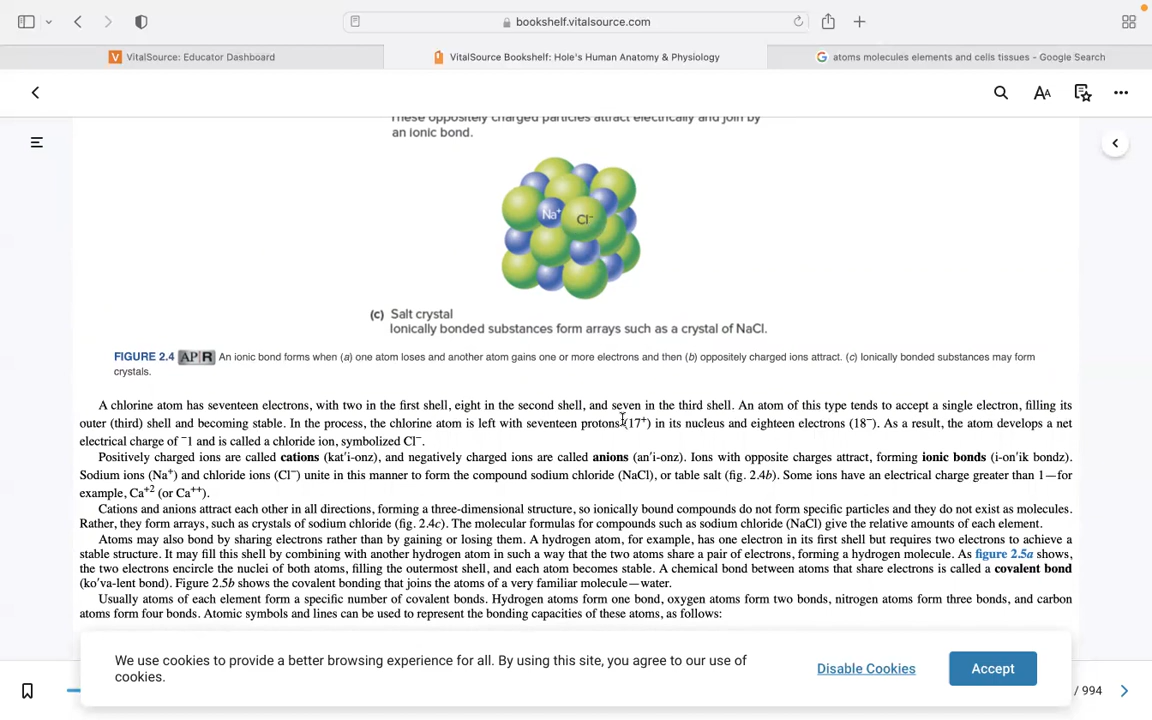 bookshelf.vitalsource.com
VitalSource: Educator Dashboard
VitalSource Bookshelf: Hole's Human Anatomy & Physiology
atoms molecules elements and cells tissues - Google Search
AA
These oppositely charged particles attract electrically and join by
an ionic bond.
Na⁺
Cl⁻
(c) Salt crystal
Ionically bonded substances form arrays such as a crystal of NaCl.
FIGURE 2.4 AP|R An ionic bond forms when (a) one atom loses and another atom gains one or more electrons and then (b) oppositely charged ions attract. (c) Ionically bonded substances may form
crystals.
A chlorine atom has seventeen electrons, with two in the first shell, eight in the second shell, and seven in the third shell. An atom of this type tends to accept a single electron, filling its
outer (third) shell and becoming stable. In the process, the chlorine atom is left with seventeen protons (17⁺) in its nucleus and eighteen electrons (18⁻). As a result, the atom develops a net
electrical charge of ⁻1 and is called a chloride ion, symbolized Cl⁻.
Positively charged ions are called cations (kat′i-onz), and negatively charged ions are called anions (an′i-onz). Ions with opposite charges attract, forming ionic bonds (i-on′ik bondz).
Sodium ions (Na⁺) and chloride ions (Cl⁻) unite in this manner to form the compound sodium chloride (NaCl), or table salt (fig. 2.4b). Some ions have an electrical charge greater than 1—for
example, Ca⁺² (or Ca⁺⁺).
Cations and anions attract each other in all directions, forming a three-dimensional structure, so ionically bound compounds do not form specific particles and they do not exist as molecules.
Rather, they form arrays, such as crystals of sodium chloride (fig. 2.4c). The molecular formulas for compounds such as sodium chloride (NaCl) give the relative amounts of each element.
Atoms may also bond by sharing electrons rather than by gaining or losing them. A hydrogen atom, for example, has one electron in its first shell but requires two electrons to achieve a
stable structure. It may fill this shell by combining with another hydrogen atom in such a way that the two atoms share a pair of electrons, forming a hydrogen molecule. As figure 2.5a shows,
the two electrons encircle the nuclei of both atoms, filling the outermost shell, and each atom becomes stable. A chemical bond between atoms that share electrons is called a covalent bond
(ko′va-lent bond). Figure 2.5b shows the covalent bonding that joins the atoms of a very familiar molecule—water.
Usually atoms of each element form a specific number of covalent bonds. Hydrogen atoms form one bond, oxygen atoms form two bonds, nitrogen atoms form three bonds, and carbon
atoms form four bonds. Atomic symbols and lines can be used to represent the bonding capacities of these atoms, as follows:
We use cookies to provide a better browsing experience for all. By using this site, you agree to our use of
cookies.
Disable Cookies
Accept
/ 994